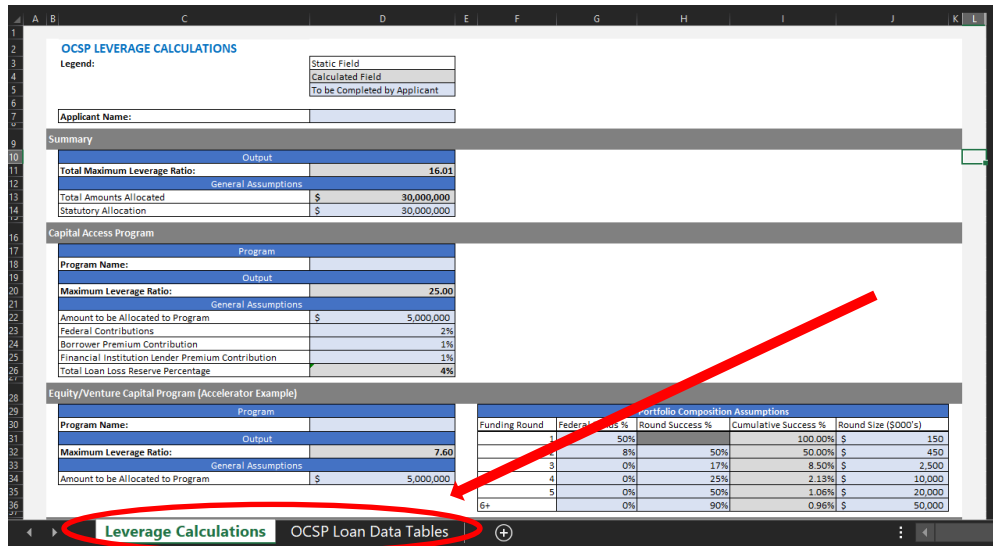 A B C D E F G H I J K L
1
2 OCSP LEVERAGE CALCULATIONS
3 Legend: Static Field
4 Calculated Field
5 To be Completed by Applicant
6
7 Applicant Name:
9 Summary
10 Output
11 Total Maximum Leverage Ratio: 16.01
12 General Assumptions
13 Total Amounts Allocated $ 30,000,000
14 Statutory Allocation $ 30,000,000
16 Capital Access Program
17 Program
18 Program Name:
19 Output
20 Maximum Leverage Ratio: 25.00
21 General Assumptions
22 Amount to be Allocated to Program $ 5,000,000
23 Federal Contributions 2%
24 Borrower Premium Contribution 1%
25 Financial Institution Lender Premium Contribution 1%
26 Total Loan Loss Reserve Percentage 4%
28 Equity/Venture Capital Program (Accelerator Example)
29 Program Portfolio Composition Assumptions
30 Program Name: Funding Round Federal % Round Success % Cumulative Success % Round Size ($000's)
31 Output 1 50% 100.00% $ 150
32 Maximum Leverage Ratio: 7.60 8% 50% 50.00% $ 450
33 General Assumptions 3 0% 17% 8.50% $ 2,500
34 Amount to be Allocated to Program $ 5,000,000 4 0% 25% 2.13% $ 10,000
35 5 0% 50% 1.06% $ 20,000
36 6+ 0% 90% 0.96% $ 50,000
Leverage Calculations OCSP Loan Data Tables